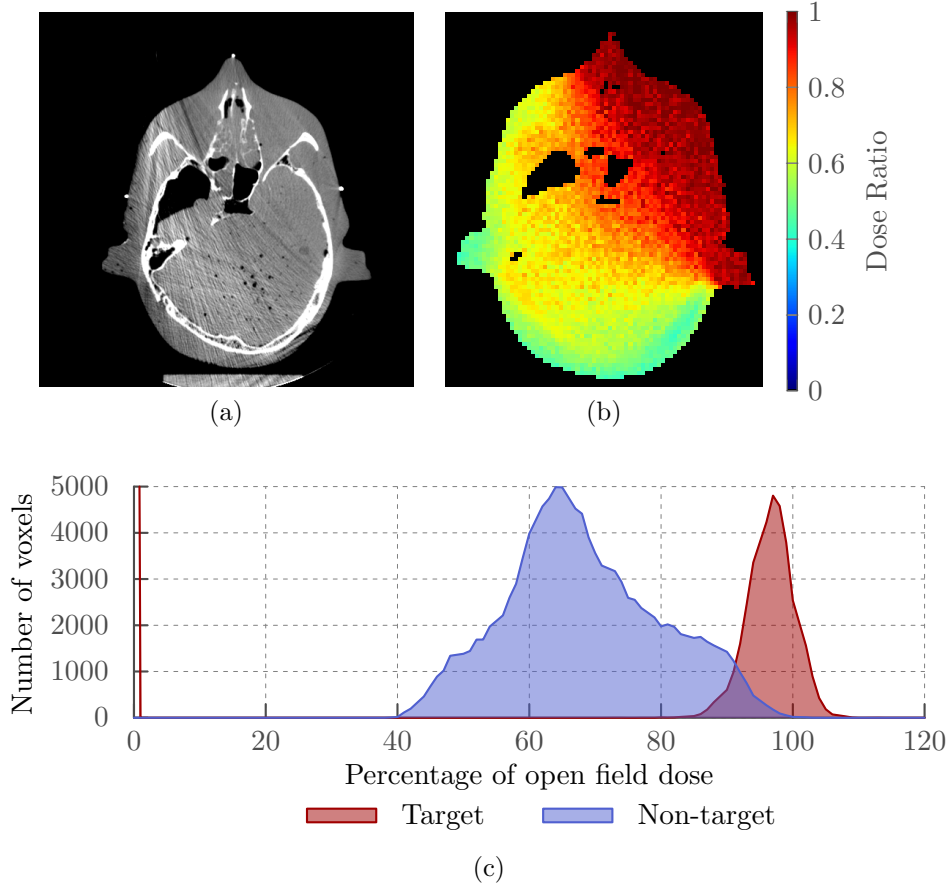 1
0.8
0.6
0.4
0.2
0
Dose Ratio
(a)
(b)
5000
4000
3000
2000
1000
0
Number of voxels
0 20 40 60 80 100 120
Percentage of open field dose
Target Non-target
(c)